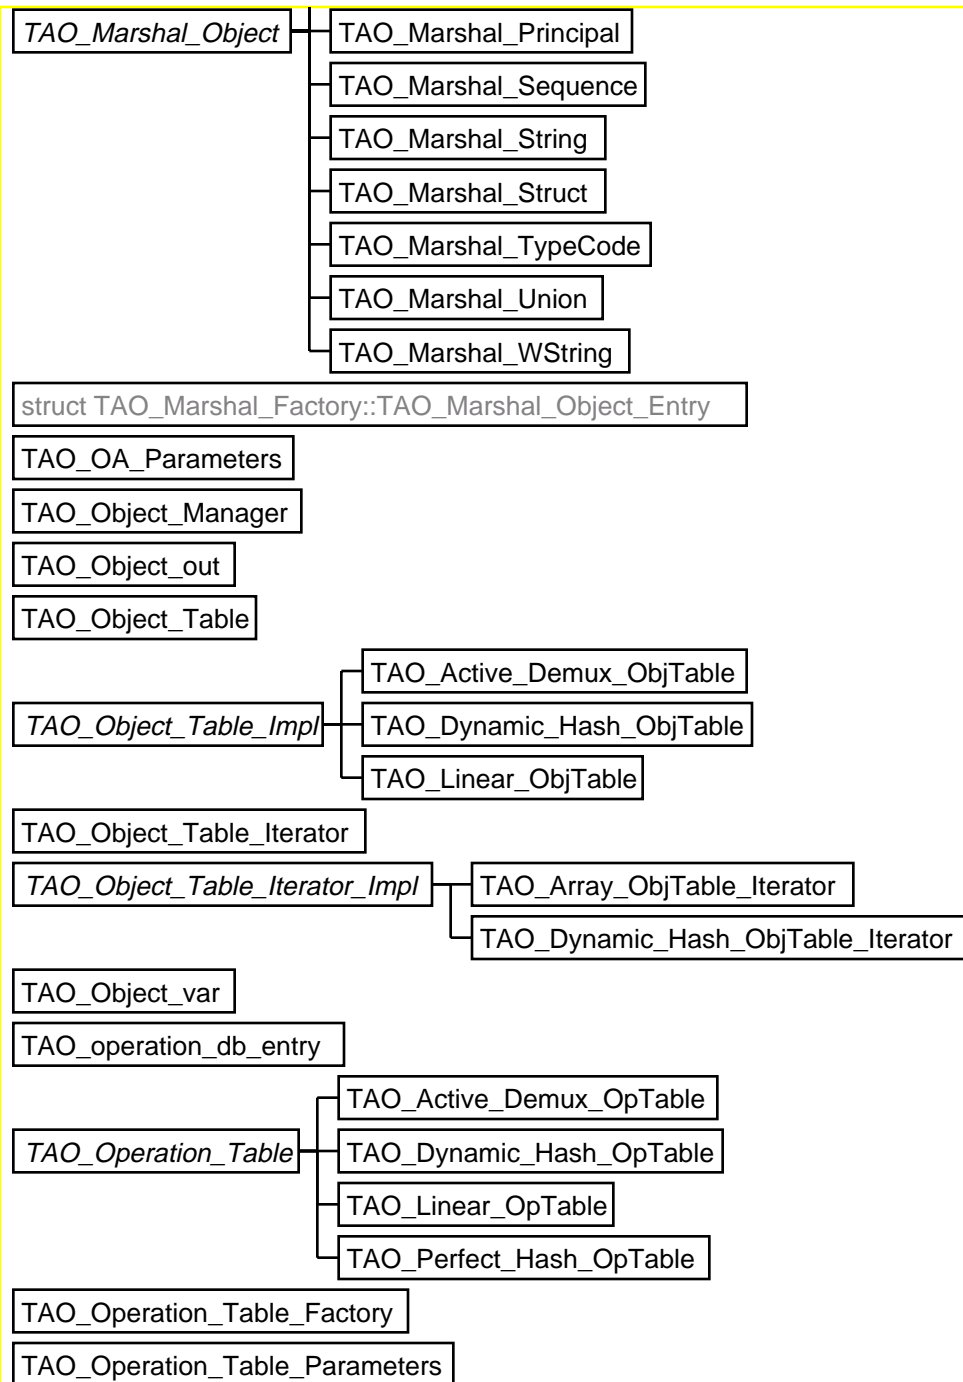 TAO_Marshal_Object
TAO_Marshal_Principal
TAO_Marshal_Sequence
TAO_Marshal_String
TAO_Marshal_Struct
TAO_Marshal_TypeCode
TAO_Marshal_Union
TAO_Marshal_WString
struct TAO_Marshal_Factory::TAO_Marshal_Object_Entry
TAO_OA_Parameters
TAO_Object_Manager
TAO_Object_out
TAO_Object_Table
TAO_Active_Demux_ObjTable
TAO_Object_Table_Impl
TAO_Dynamic_Hash_ObjTable
TAO_Linear_ObjTable
TAO_Object_Table_Iterator
TAO_Object_Table_Iterator_Impl
TAO_Array_ObjTable_Iterator
TAO_Dynamic_Hash_ObjTable_Iterator
TAO_Object_var
TAO_operation_db_entry
TAO_Active_Demux_OpTable
TAO_Operation_Table
TAO_Dynamic_Hash_OpTable
TAO_Linear_OpTable
TAO_Perfect_Hash_OpTable
TAO_Operation_Table_Factory
TAO_Operation_Table_Parameters